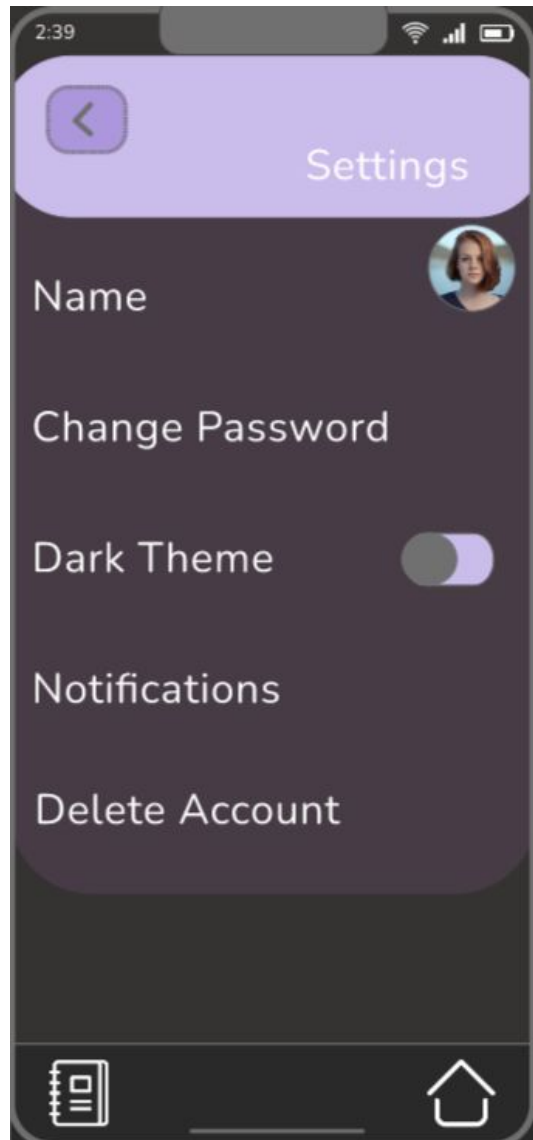 2:39
Settings
Name
Change Password
Dark Theme
Notifications
Delete Account